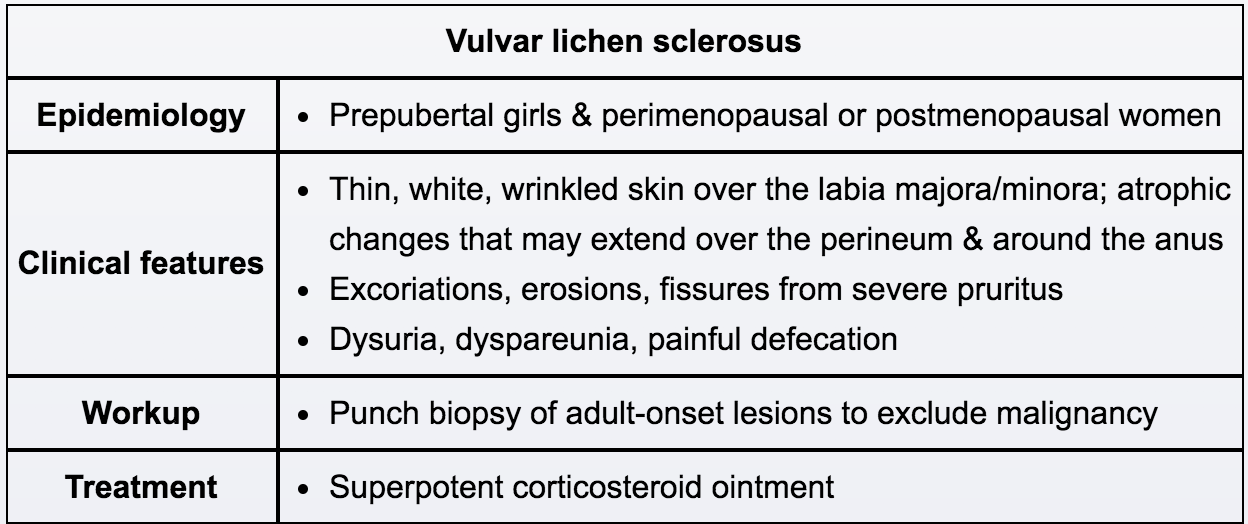 Vulvar lichen sclerosus
Epidemiology
• Prepubertal girls & perimenopausal or postmenopausal women
Clinical features
• Thin, white, wrinkled skin over the labia majora/minora; atrophic
changes that may extend over the perineum & around the anus
• Excoriations, erosions, fissures from severe pruritus
• Dysuria, dyspareunia, painful defecation
Workup
• Punch biopsy of adult-onset lesions to exclude malignancy
Treatment
• Superpotent corticosteroid ointment